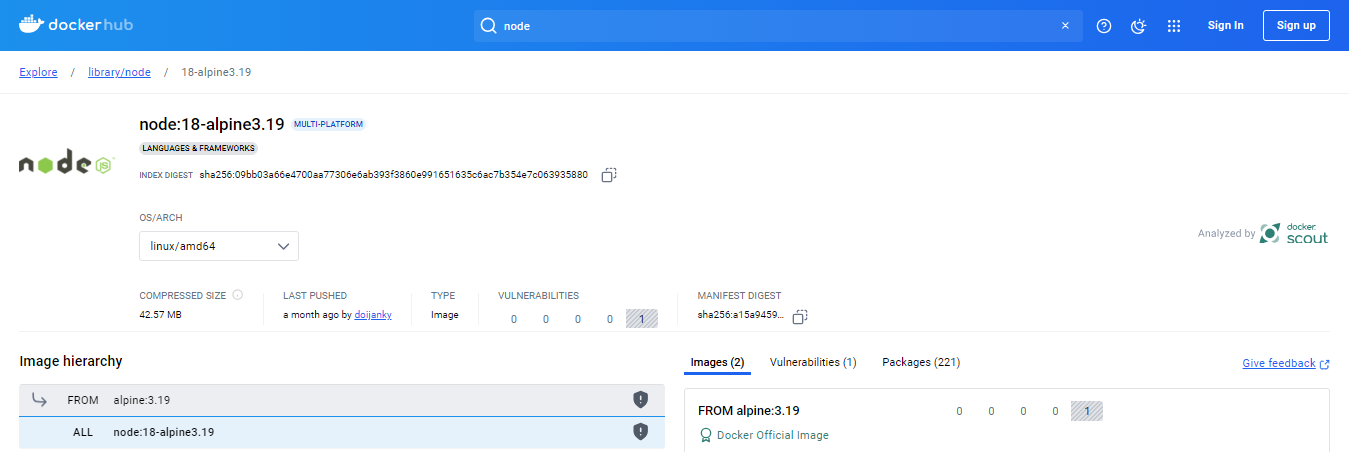 dockerhub
node
Sign In
Sign up
Explore / library/node / 18-alpine3.19
node:18-alpine3.19 MULTI-PLATFORM
LANGUAGES & FRAMEWORKS
node JS
INDEX DIGEST sha256:09bb03a66e4700aa77306e6ab393f3860e991651635c6ac7b354e7c063935880
OS/ARCH
linux/amd64
Analyzed by docker scout
COMPRESSED SIZE
42.57 MB
LAST PUSHED
a month ago by doijanky
TYPE
Image
VULNERABILITIES
0 0 0 0 1
MANIFEST DIGEST
sha256:a15a9459...
Image hierarchy
FROM alpine:3.19
ALL node:18-alpine3.19
Images (2) Vulnerabilities (1) Packages (221)
Give feedback
FROM alpine:3.19 0 0 0 0 1
Docker Official Image